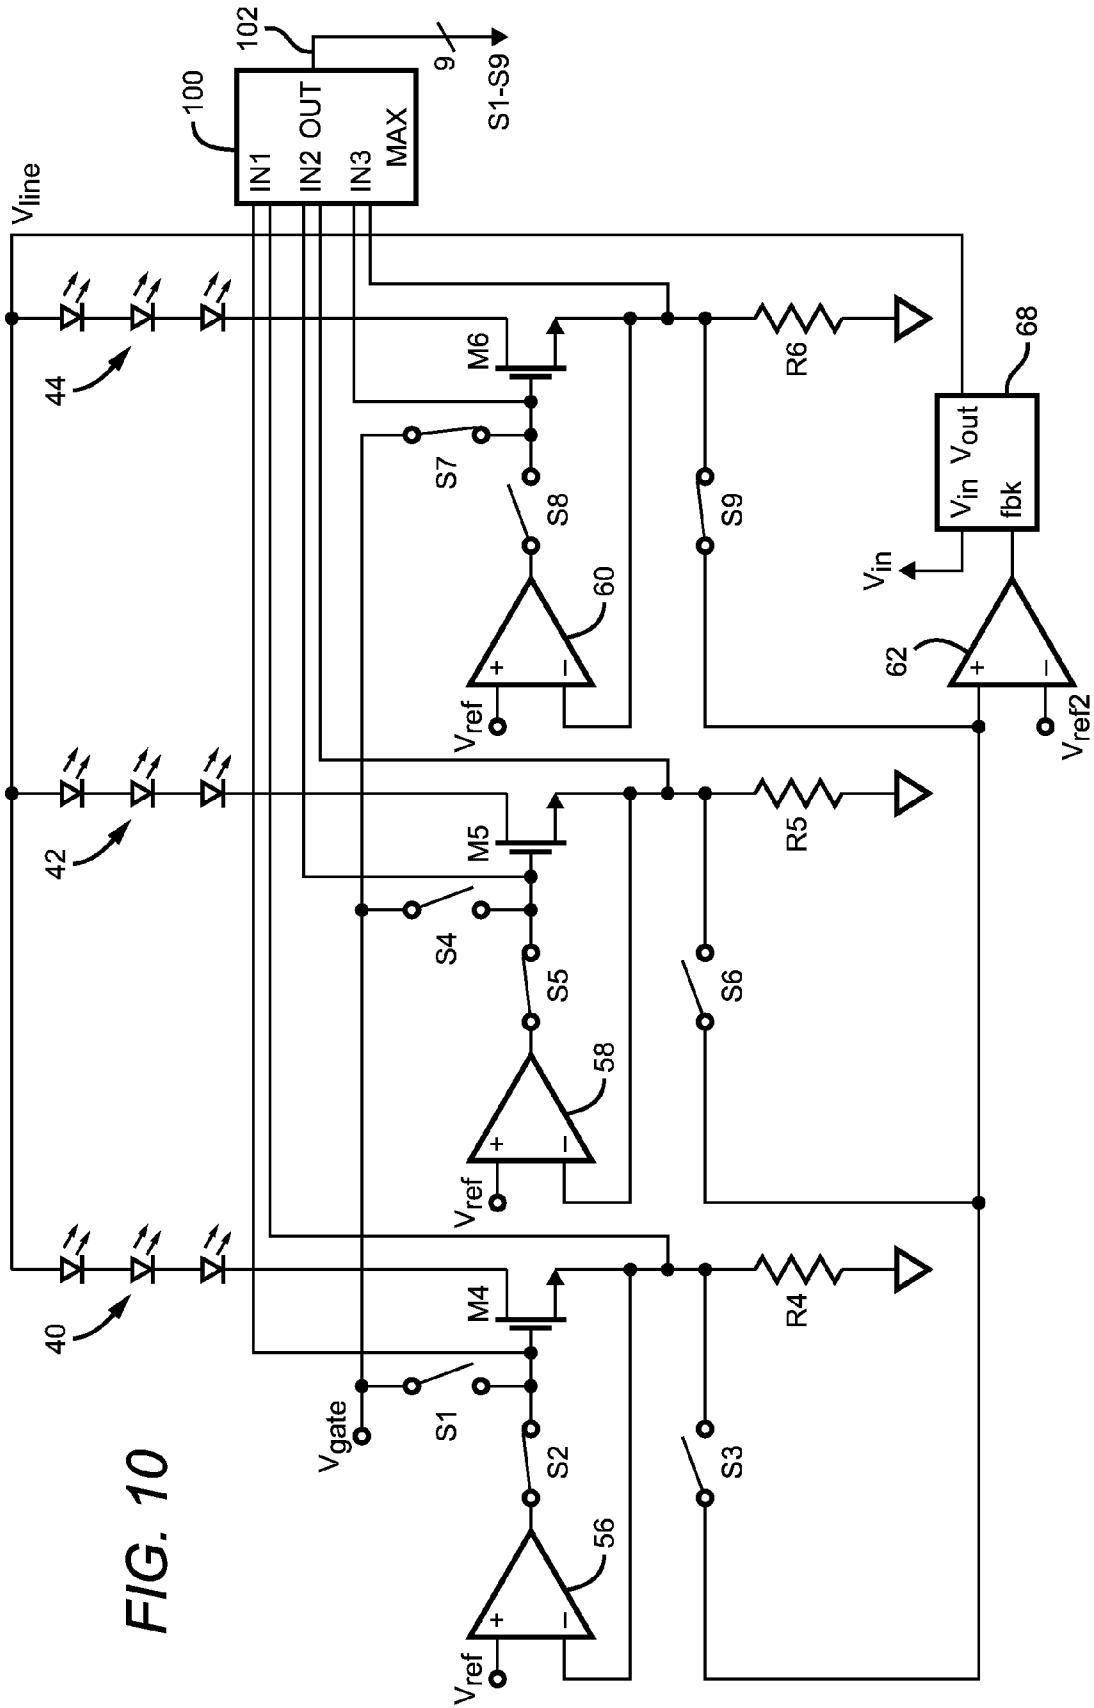 FIG. 10
40
42
44
Vline
100
102
IN1
IN2 OUT
IN3
MAX
9
S1-S9
Vgate
S1
S4
S7
M4
M5
M6
Vref
+
−
56
S2
Vref
+
−
58
S5
Vref
+
−
60
S8
S3
S6
S9
R4
R5
R6
Vin
62
+
−
Vref2
Vin Vout
fbk
68